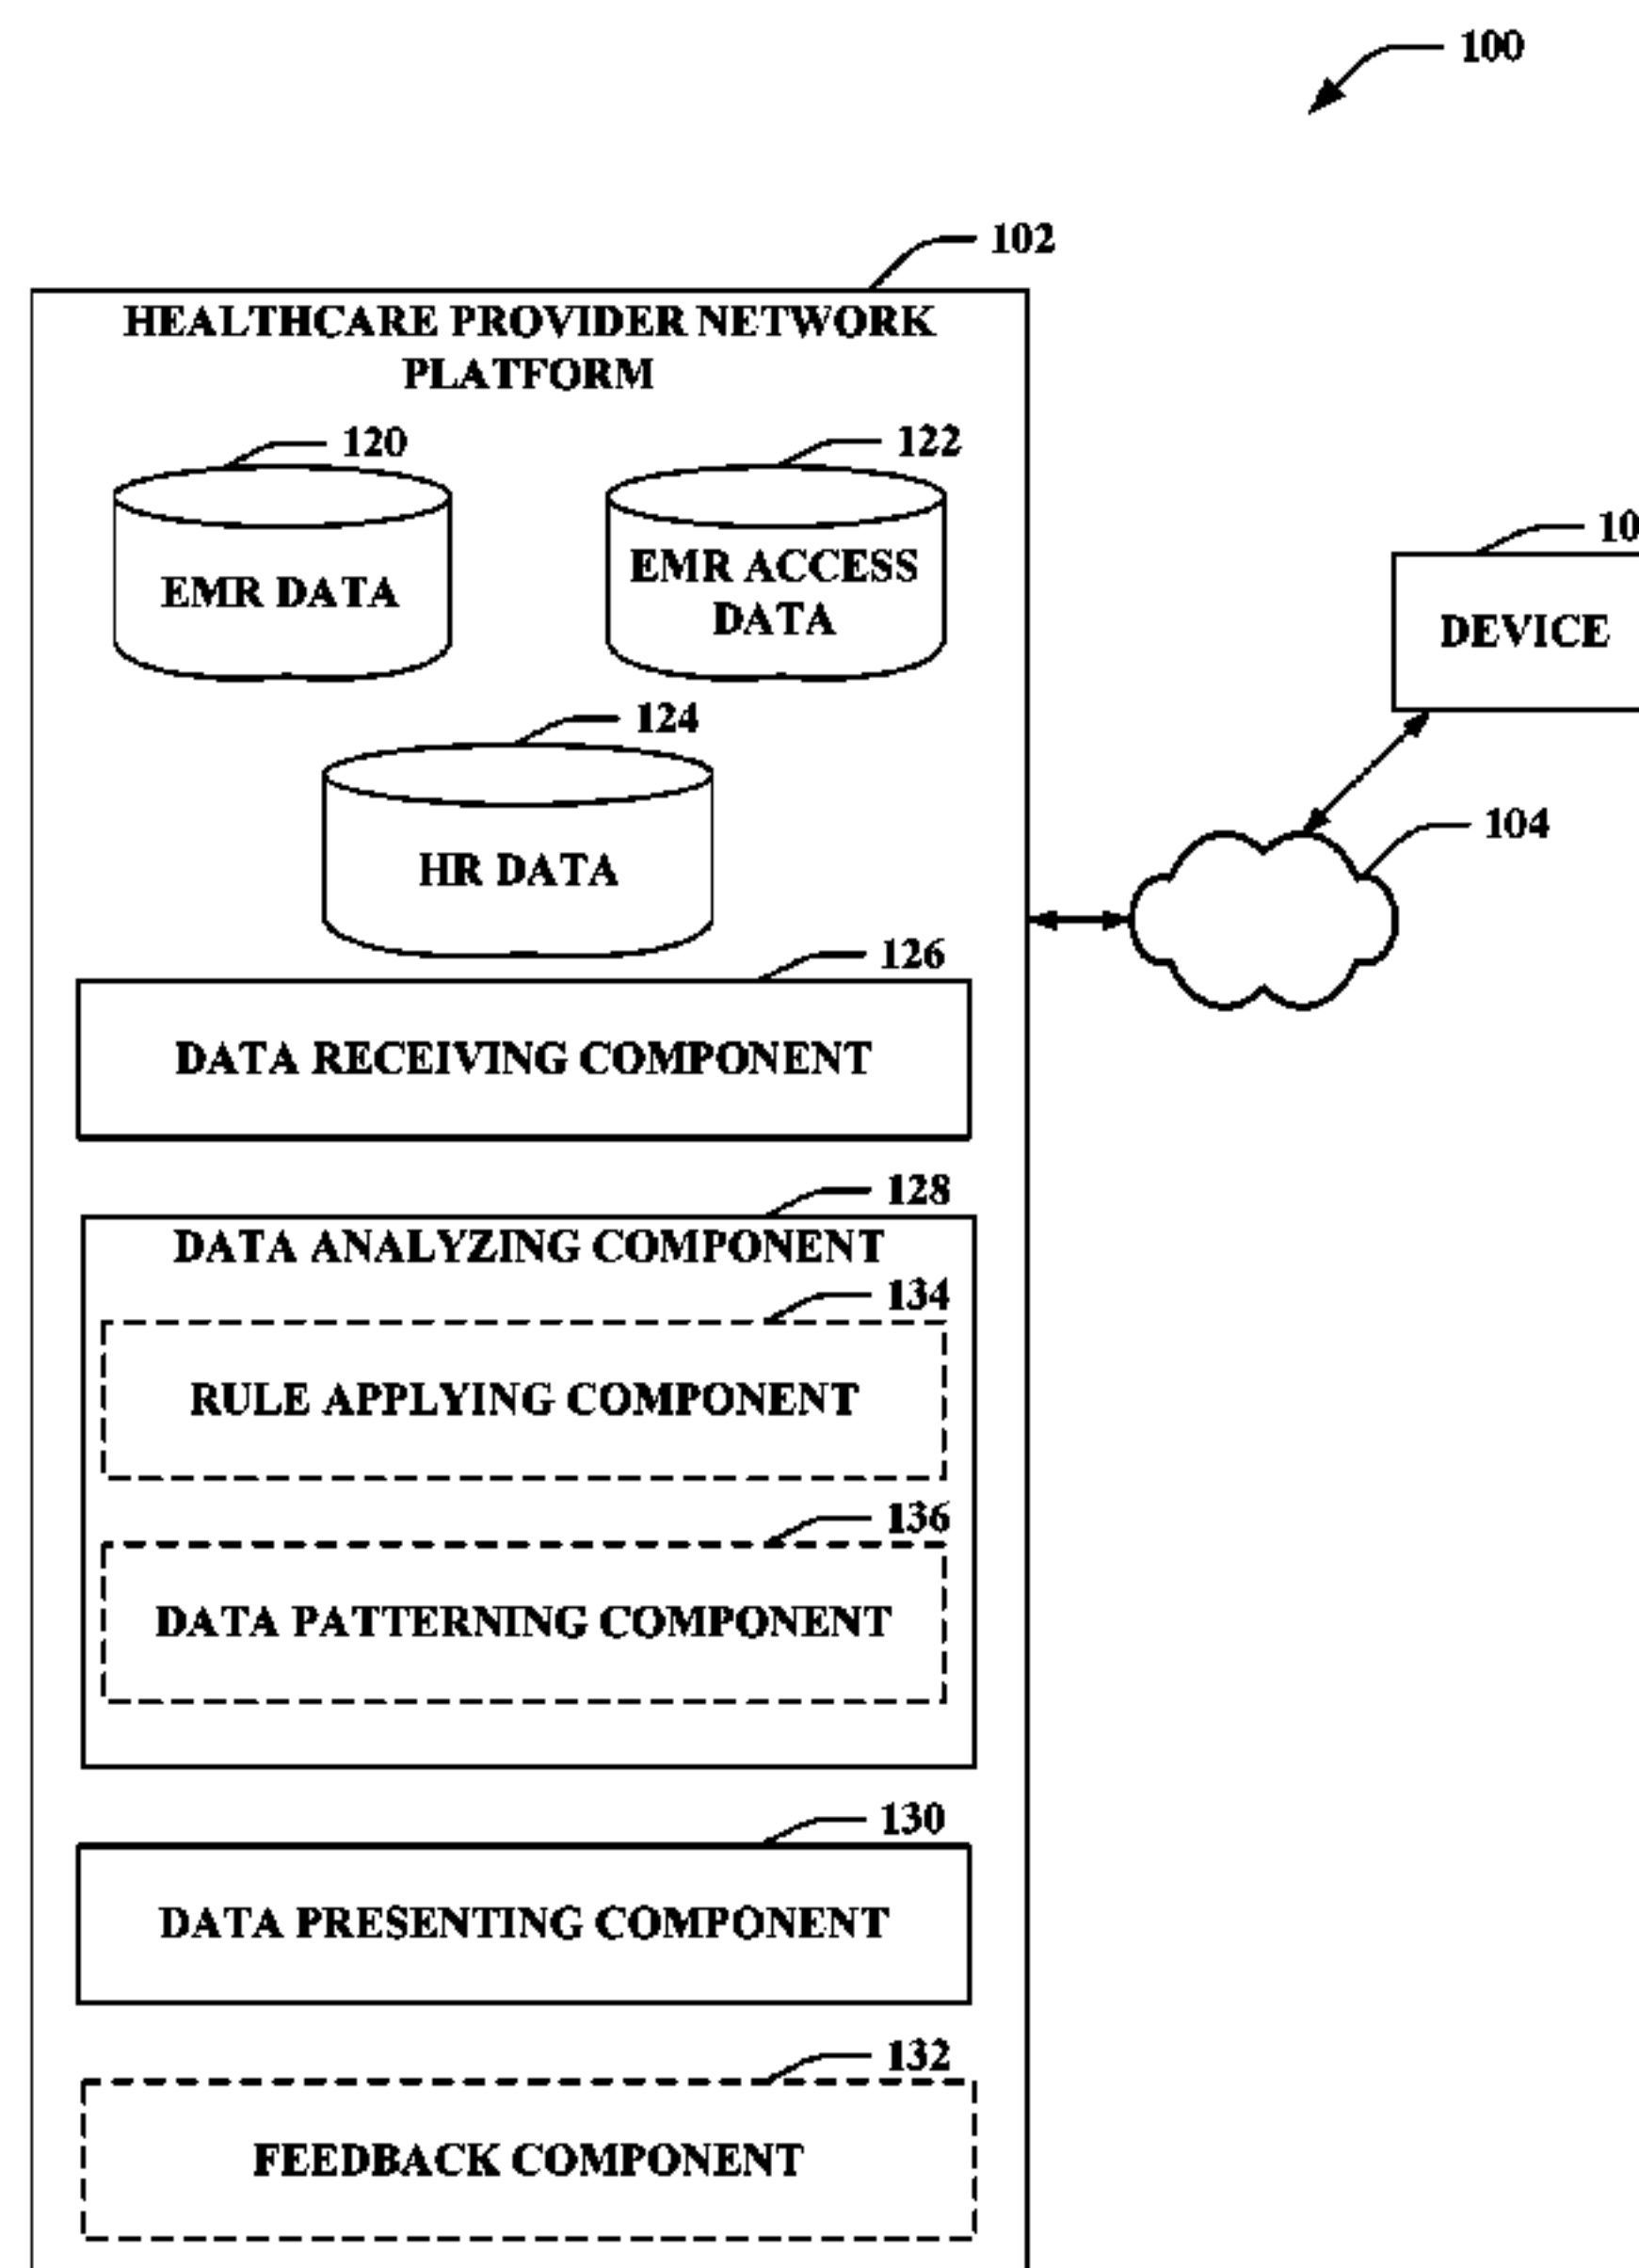 100
102
HEALTHCARE PROVIDER NETWORK
PLATFORM
120
122
EMR DATA
EMR ACCESS
DATA
10
DEVICE
124
HR DATA
104
126
DATA RECEIVING COMPONENT
128
DATA ANALYZING COMPONENT
134
RULE APPLYING COMPONENT
136
DATA PATTERNING COMPONENT
130
DATA PRESENTING COMPONENT
132
FEEDBACK COMPONENT